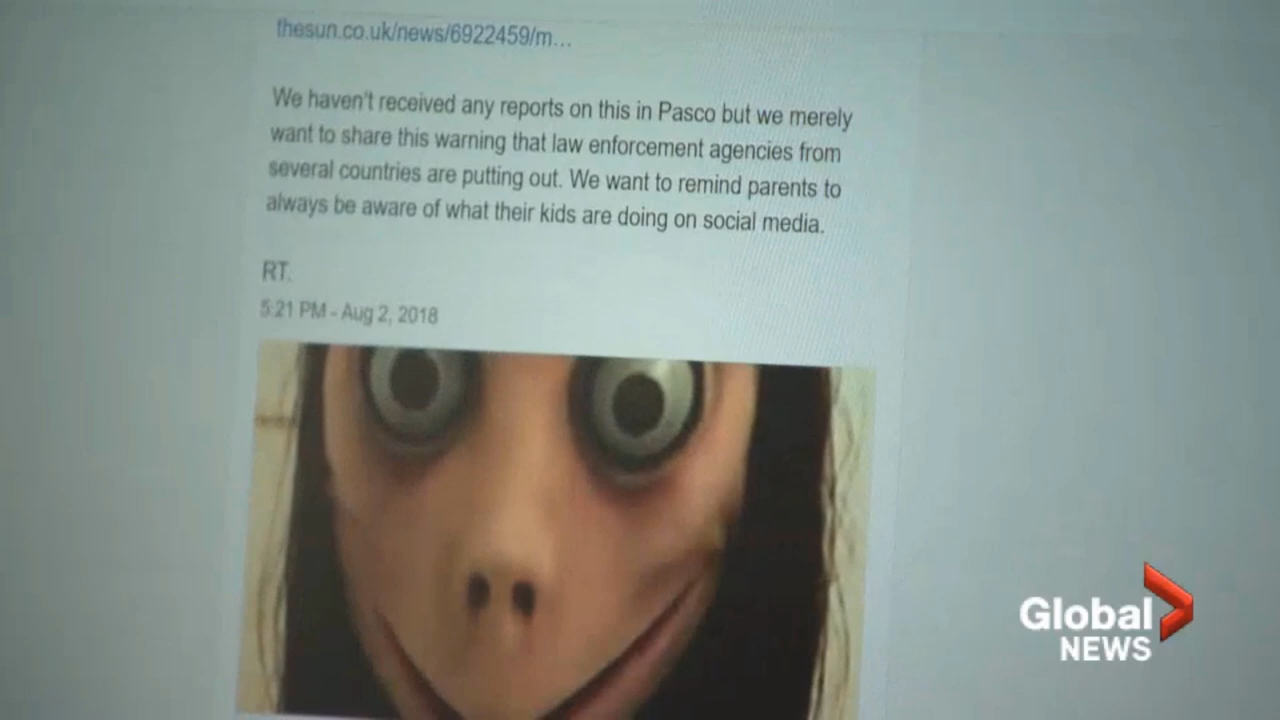 thesun.co.uk/news/6922459/m...
We haven't received any reports on this in Pasco but we merely
want to share this warning that law enforcement agencies from
several countries are putting out. We want to remind parents to
always be aware of what their kids are doing on social media.
RT.
5:21 PM - Aug 2, 2018
Global
NEWS